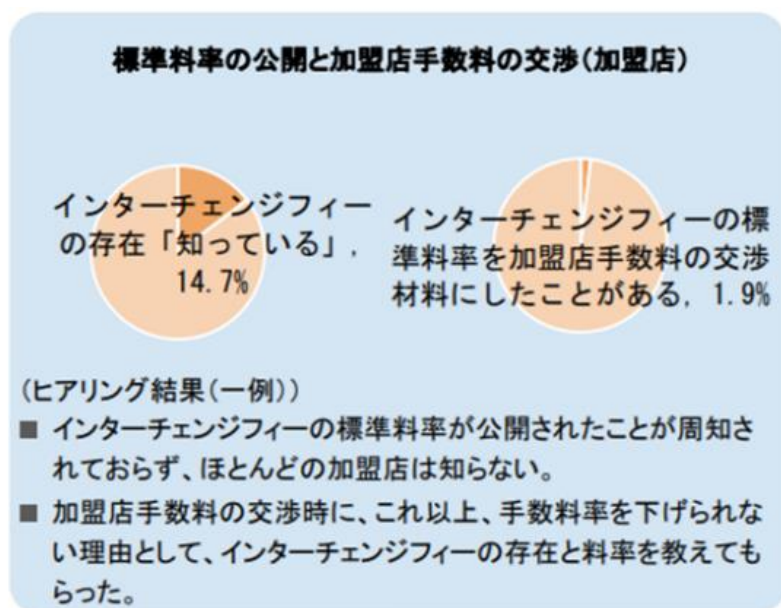 標準料率の公開と加盟店手数料の交渉（加盟店）
インターチェンジフィー
の存在「知っている」,
14.7%
インターチェンジフィーの標
準料率を加盟店手数料の交渉
材料にしたことがある, 1.9%
（ヒアリング結果（一例））
■ インターチェンジフィーの標準料率が公開されたことが周知さ
れておらず、ほとんどの加盟店は知らない。
■ 加盟店手数料の交渉時に、これ以上、手数料率を下げられな
い理由として、インターチェンジフィーの存在と料率を教えても
らった。